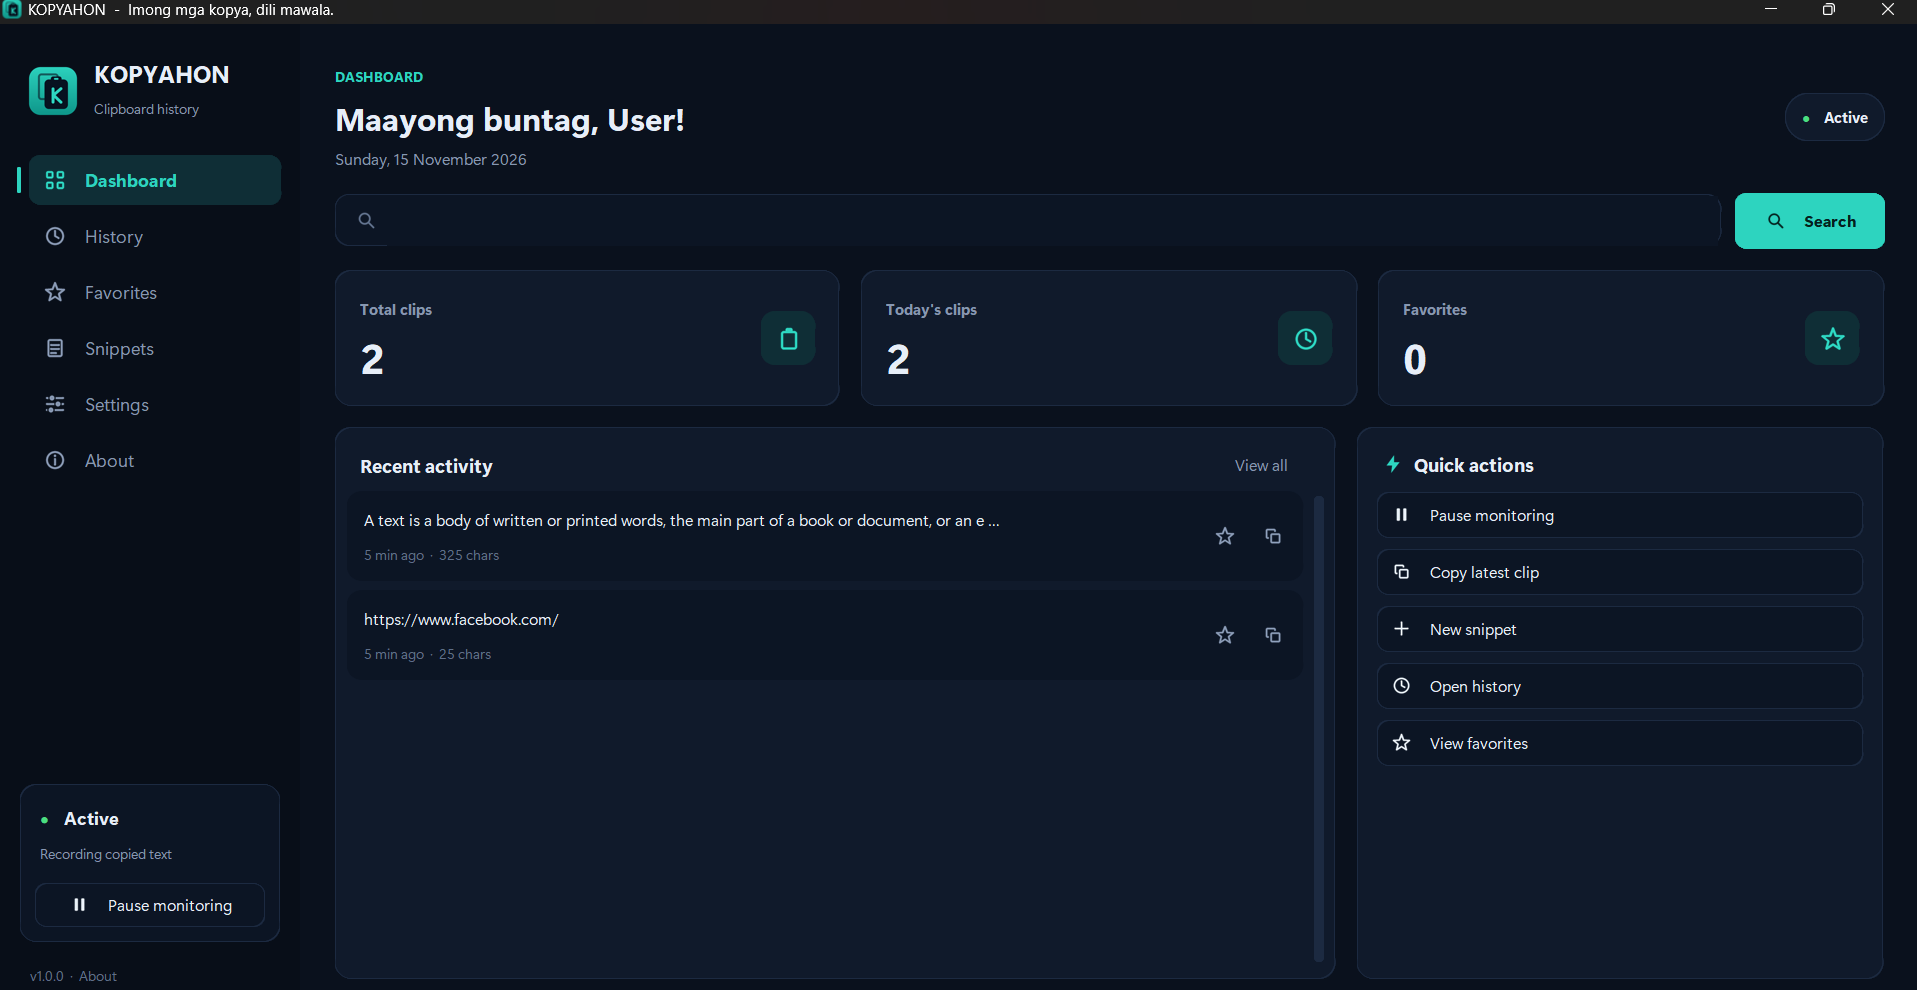 KOPYAHON - Imong mga kopya, dili mawala.
KOPYAHON
Clipboard history
Dashboard
History
Favorites
Snippets
Settings
About
Active
Recording copied text
Pause monitoring
v1.0.0 · About
DASHBOARD
Maayong buntag, User!
Sunday, 15 November 2026
Active
Search
Total clips
2
Today's clips
2
Favorites
0
Recent activity
View all
A text is a body of written or printed words, the main part of a book or document, or an e ...
5 min ago · 325 chars
https://www.facebook.com/
5 min ago · 25 chars
Quick actions
Pause monitoring
Copy latest clip
New snippet
Open history
View favorites